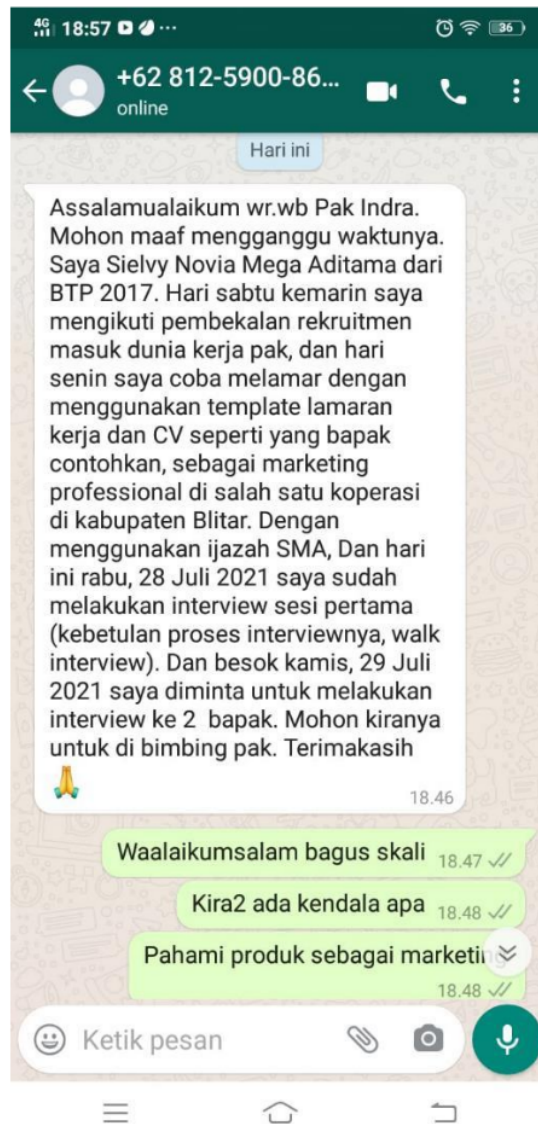 4G 18:57 ... 36
+62 812-5900-86...
online
Hari ini
Assalamualaikum wr.wb Pak Indra.
Mohon maaf mengganggu waktunya.
Saya Sielvy Novia Mega Aditama dari
BTP 2017. Hari sabtu kemarin saya
mengikuti pembekalan rekruitmen
masuk dunia kerja pak, dan hari
senin saya coba melamar dengan
menggunakan template lamaran
kerja dan CV seperti yang bapak
contohkan, sebagai marketing
professional di salah satu koperasi
di kabupaten Blitar. Dengan
menggunakan ijazah SMA, Dan hari
ini rabu, 28 Juli 2021 saya sudah
melakukan interview sesi pertama
(kebetulan proses interviewnya, walk
interview). Dan besok kamis, 29 Juli
2021 saya diminta untuk melakukan
interview ke 2 bapak. Mohon kiranya
untuk di bimbing pak. Terimakasih
🙏 18.46
Waalaikumsalam bagus skali 18.47
Kira2 ada kendala apa 18.48
Pahami produk sebagai marketing
18.48
Ketik pesan